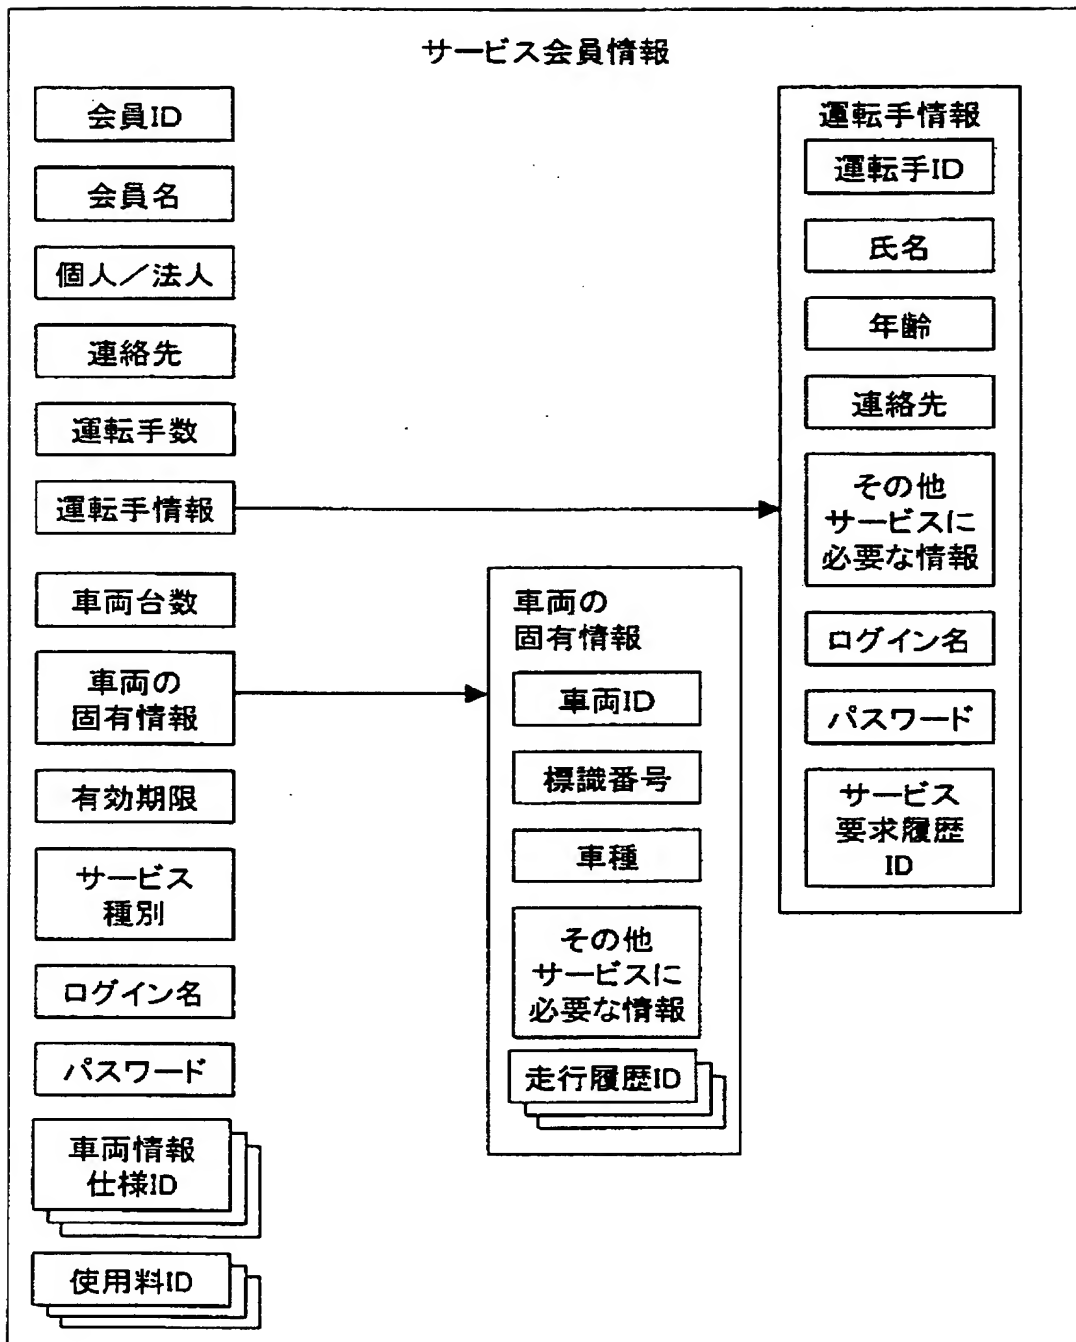 サービス会員情報
会員ID
会員名
個人／法人
連絡先
運転手数
運転手情報
車両台数
車両の
固有情報
有効期限
サービス
種別
ログイン名
パスワード
車両情報
仕様ID
使用料ID
車両の
固有情報
車両ID
標識番号
車種
その他
サービスに
必要な情報
走行履歴ID
運転手情報
運転手ID
氏名
年齢
連絡先
その他
サービスに
必要な情報
ログイン名
パスワード
サービス
要求履歴
ID